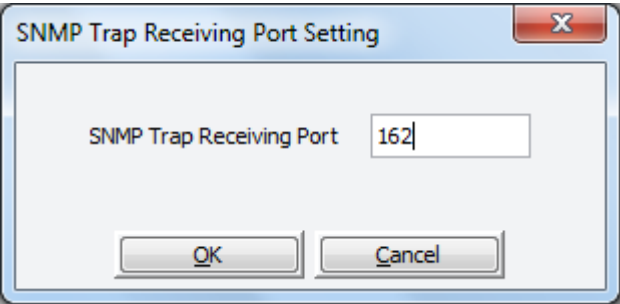 SNMP Trap Receiving Port Setting
SNMP Trap Receiving Port 162
OK Cancel